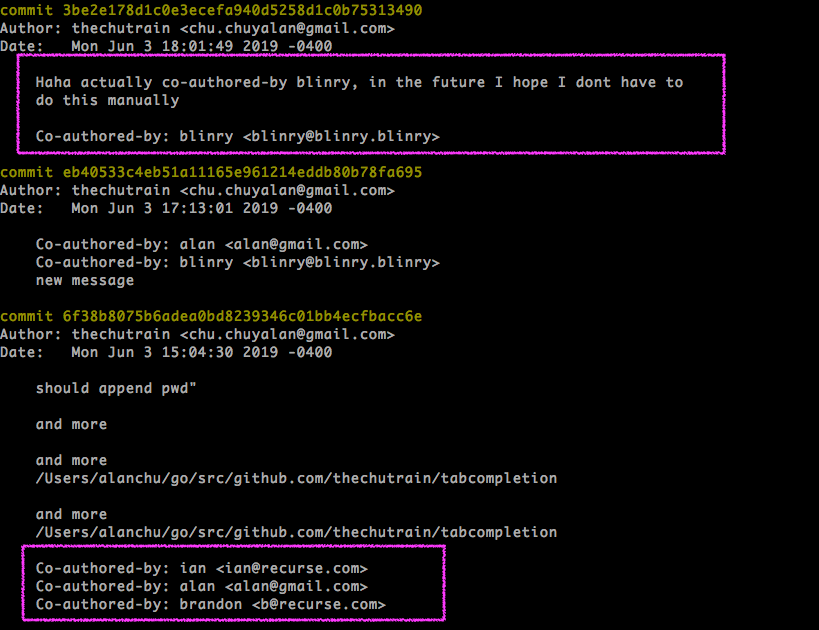 commit 3be2e178d1c0e3ecefa940d5258d1c0b75313490
Author: thechutrain <chu.chuyalan@gmail.com>
Date:   Mon Jun 3 18:01:49 2019 -0400
Haha actually co-authored-by blinry, in the future I hope I dont have to
do this manually
Co-authored-by: blinry <blinry@blinry.blinry>
commit eb40533c4eb51a11165e961214eddb80b78fa695
Author: thechutrain <chu.chuyalan@gmail.com>
Date:   Mon Jun 3 17:13:01 2019 -0400
Co-authored-by: alan <alan@gmail.com>
Co-authored-by: blinry <blinry@blinry.blinry>
new message
commit 6f38b8075b6adea0bd8239346c01bb4ecfbacc6e
Author: thechutrain <chu.chuyalan@gmail.com>
Date:   Mon Jun 3 15:04:30 2019 -0400
should append pwd"
and more
and more
/Users/alanchu/go/src/github.com/thechutrain/tabcompletion
and more
/Users/alanchu/go/src/github.com/thechutrain/tabcompletion
Co-authored-by: ian <ian@recurse.com>
Co-authored-by: alan <alan@gmail.com>
Co-authored-by: brandon <b@recurse.com>